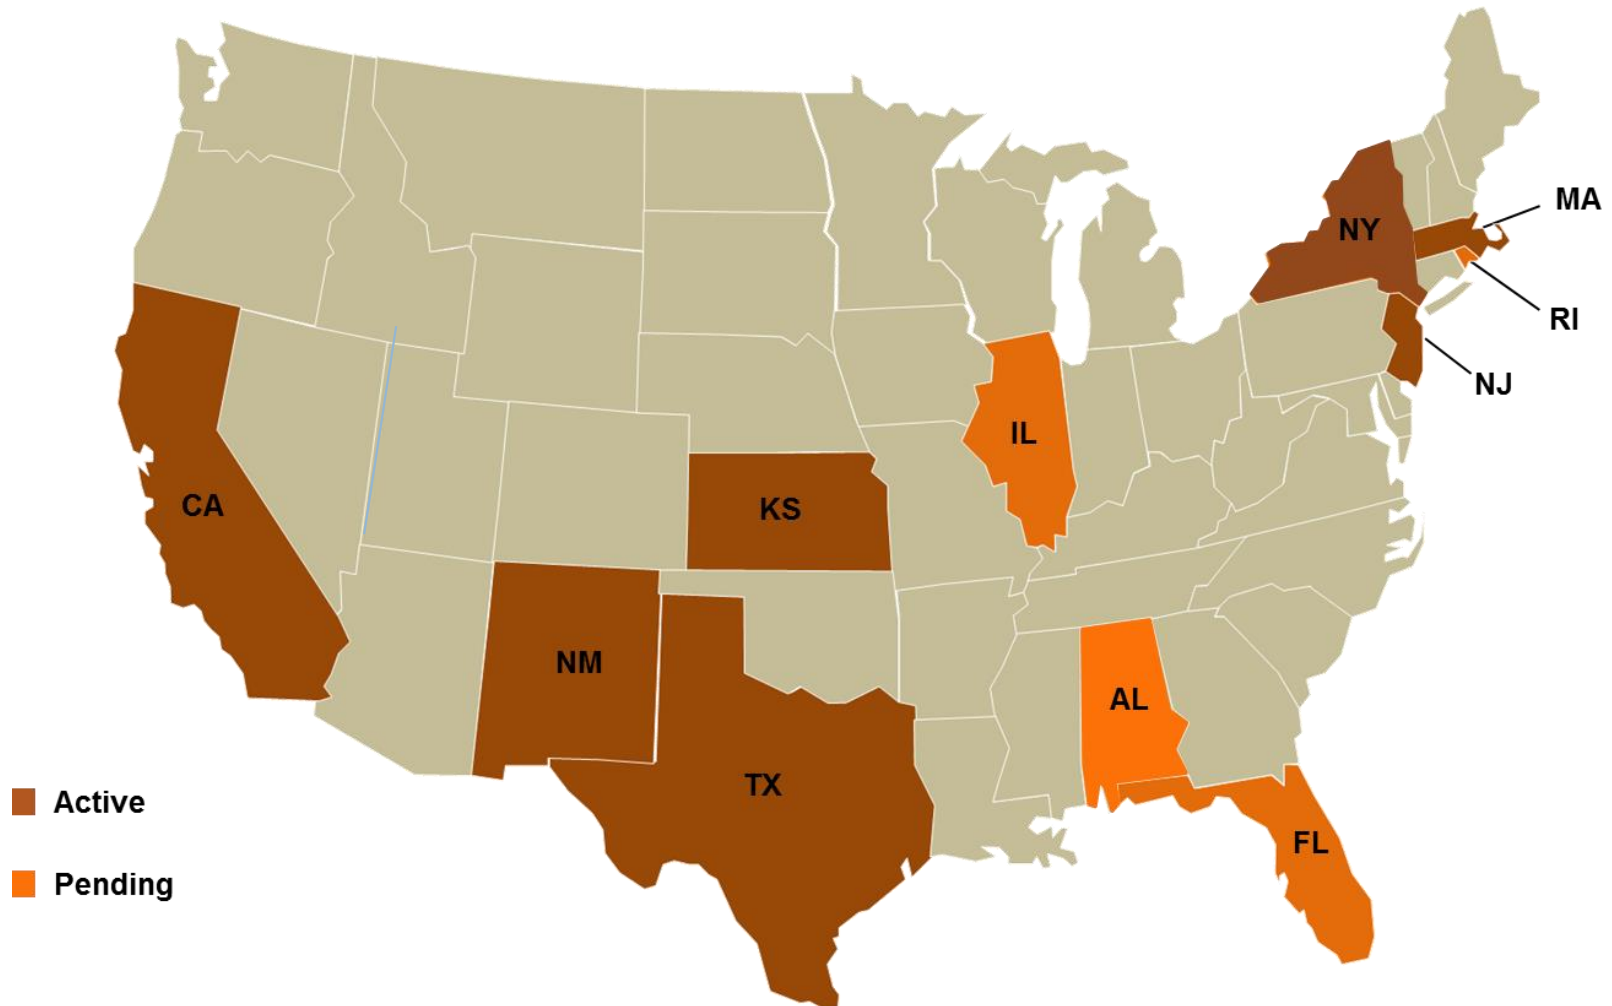 MA
NY
RI
NJ
IL
CA
KS
NM
AL
TX
Active
FL
Pending